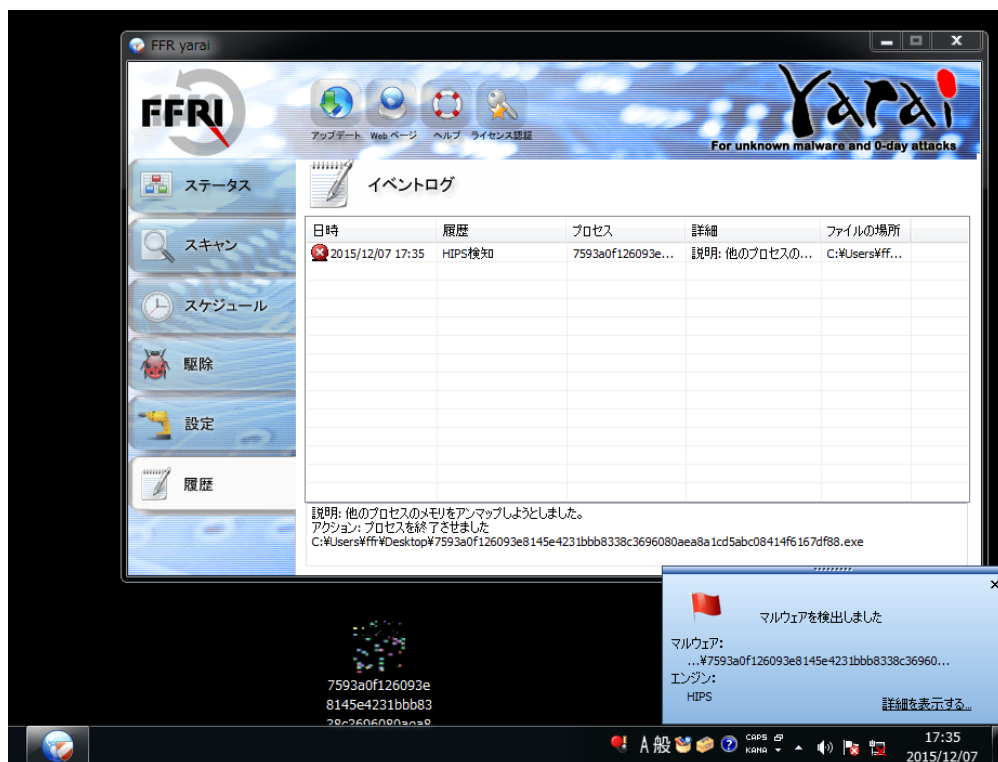 FFR yarai
FFRI
アップデート Web ページ ヘルプ ライセンス認証
Yarai
For unknown malware and 0-day attacks
ステータス
スキャン
スケジュール
駆除
設定
履歴
イベントログ
日時 履歴 プロセス 詳細 ファイルの場所
2015/12/07 17:35 HIPS検知 7593a0f126093e... 説明: 他のプロセスの... C:¥Users¥ff...
説明: 他のプロセスのメモリをアンマップしようとしました。
アクション: プロセスを終了させました
C:¥Users¥ffr¥Desktop¥7593a0f126093e8145e4231bbb8338c3696080aea8a1cd5abc08414f6167df88.exe
マルウェアを検出しました
マルウェア:
...¥7593a0f126093e8145e4231bbb8338c36960...
エンジン:
HIPS
詳細を表示する...
7593a0f126093e
8145e4231bbb83
38c3696080aea8
A 般 CAPS KANA
17:35
2015/12/07